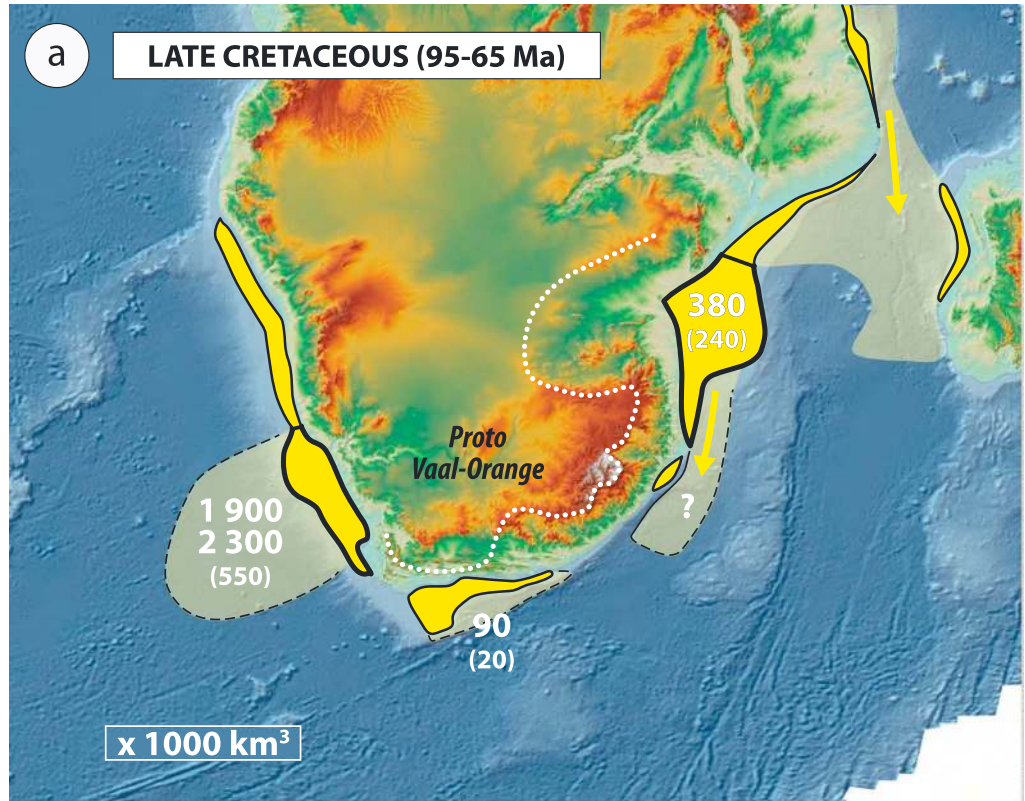 a
LATE CRETACEOUS (95-65 Ma)
380
(240)
Proto
Vaal-Orange
1 900
2 300
(550)
?
90
(20)
x 1000 km³